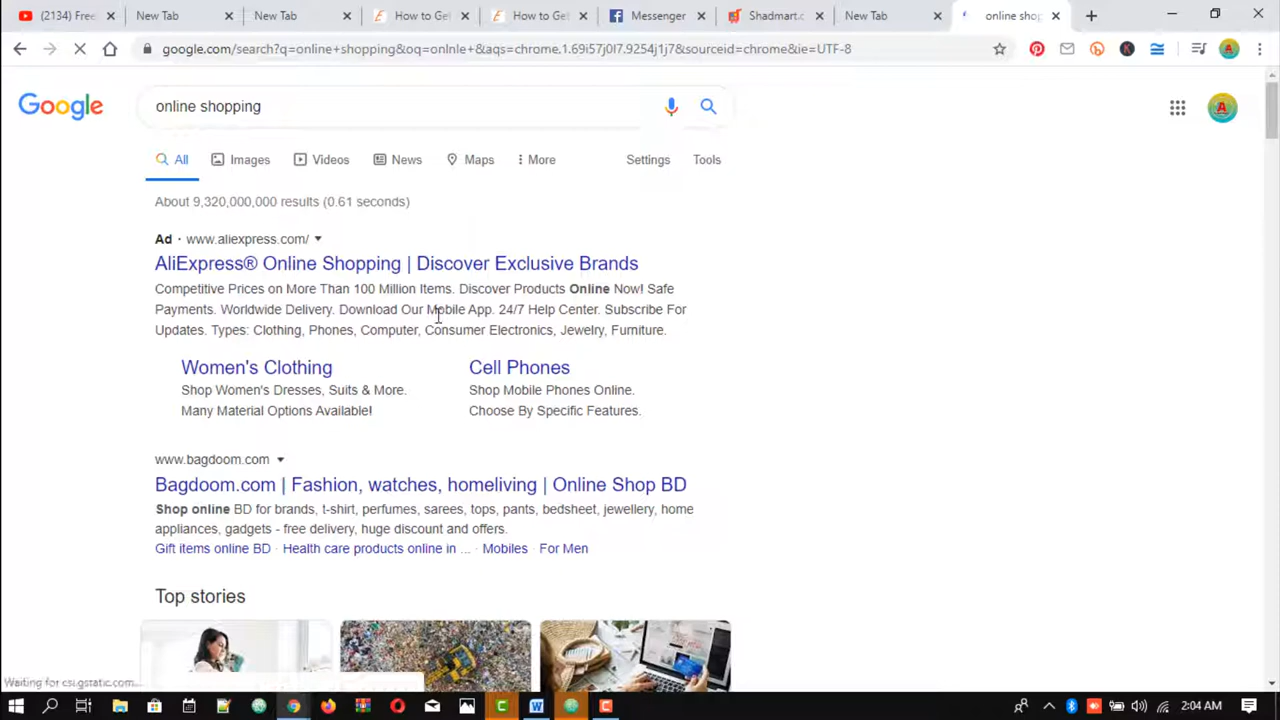 (2134) Free
New Tab
New Tab
How to Get
How to Get
Messenger
Shadmart.c
New Tab
online shop
google.com/search?q=online+shopping&oq=onlnle+&aqs=chrome.1.69i57j0l7.9254j1j7&sourceid=chrome&ie=UTF-8
Google
online shopping
All
Images
Videos
News
Maps
More
Settings
Tools
About 9,320,000,000 results (0.61 seconds)
Ad · www.aliexpress.com/
AliExpress® Online Shopping | Discover Exclusive Brands
Competitive Prices on More Than 100 Million Items. Discover Products Online Now! Safe
Payments. Worldwide Delivery. Download Our Mobile App. 24/7 Help Center. Subscribe For
Updates. Types: Clothing, Phones, Computer, Consumer Electronics, Jewelry, Furniture.
Women's Clothing
Shop Women's Dresses, Suits & More.
Many Material Options Available!
Cell Phones
Shop Mobile Phones Online.
Choose By Specific Features.
www.bagdoom.com
Bagdoom.com | Fashion, watches, homeliving | Online Shop BD
Shop online BD for brands, t-shirt, perfumes, sarees, tops, pants, bedsheet, jewellery, home
appliances, gadgets - free delivery, huge discount and offers.
Gift items online BD · Health care products online in ... · Mobiles · For Men
Top stories
Waiting for csi.gstatic.com...
2:04 AM